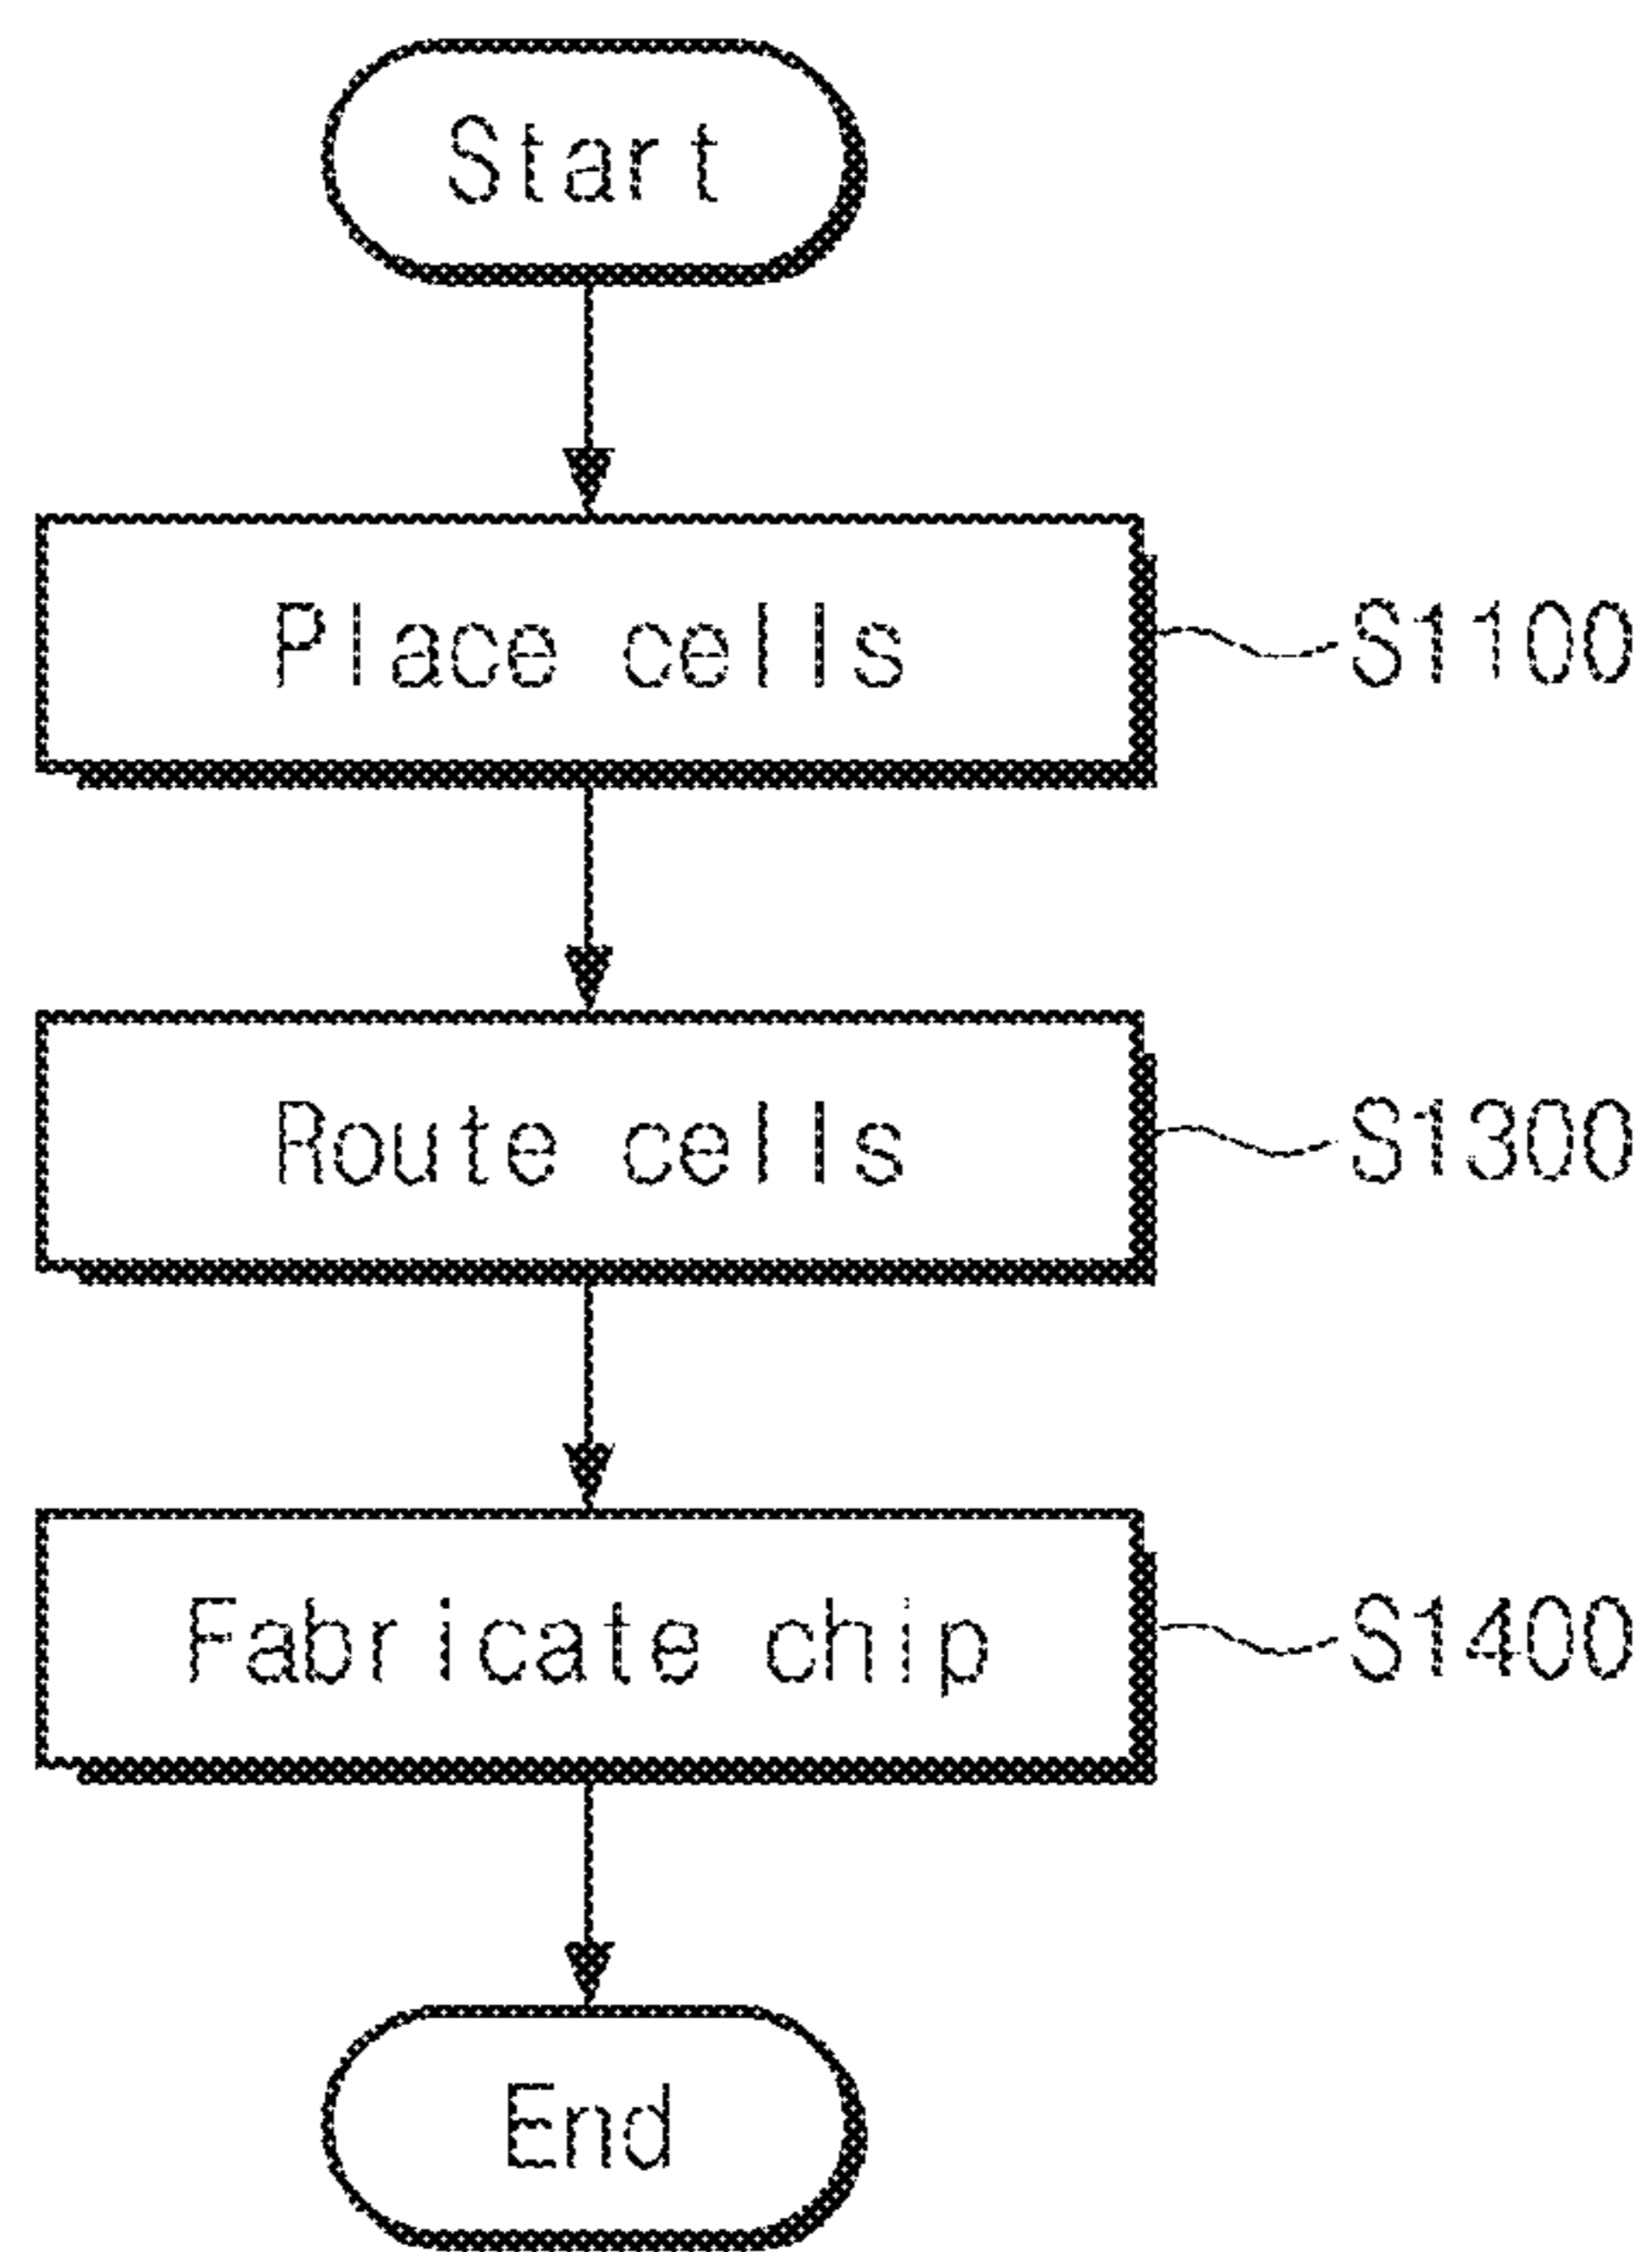 Start
Place cells
S1100
Route cells
S1300
Fabricate chip
S1400
End